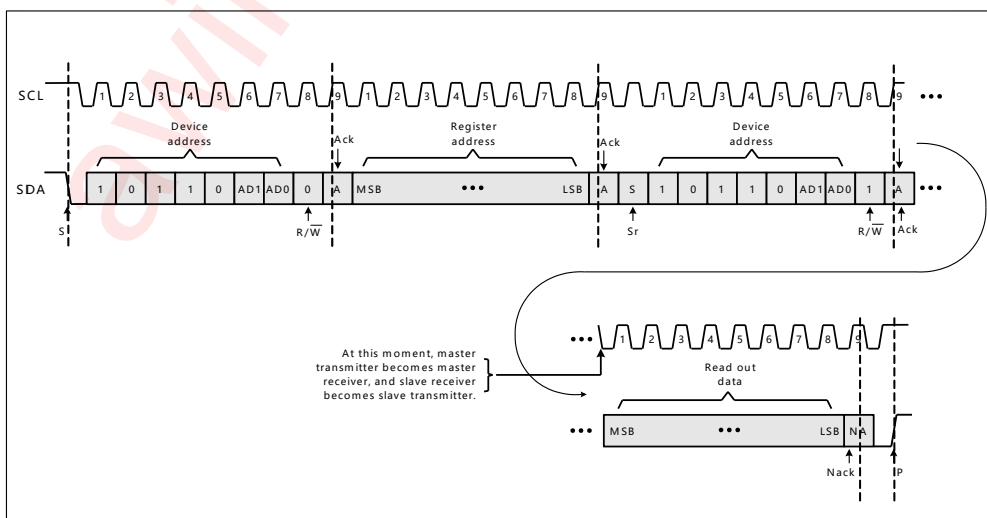 awi
SCL 1 2 3 4 5 6 7 8 9 1 2 3 4 5 6 7 8 9 1 2 3 4 5 6 7 8 9 •••
Device
address
Ack
Register
address
Ack
Device
address
SDA 1 0 1 1 0 AD1 AD0 0 A MSB ••• LSB A S 1 0 1 1 0 AD1 AD0 1 A •••
S R/W̅ Sr R/W̅ Ack
••• 1 2 3 4 5 6 7 8 9
At this moment, master
transmitter becomes master
receiver, and slave receiver
becomes slave transmitter.
Read out
data
••• MSB ••• LSB NA
Nack P